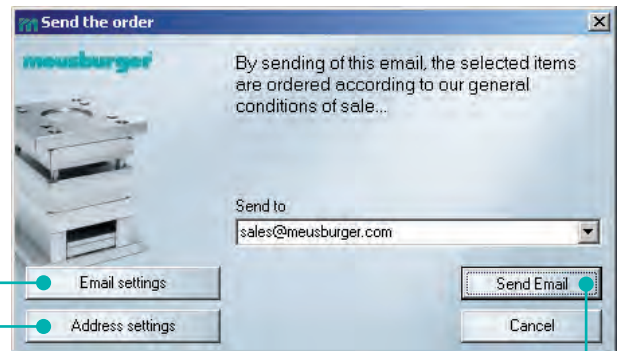 Send the order
meusburger
By sending of this email, the selected items
are ordered according to our general
conditions of sale...
Send to
sales@meusburger.com
Email settings
Send Email
Address settings
Cancel